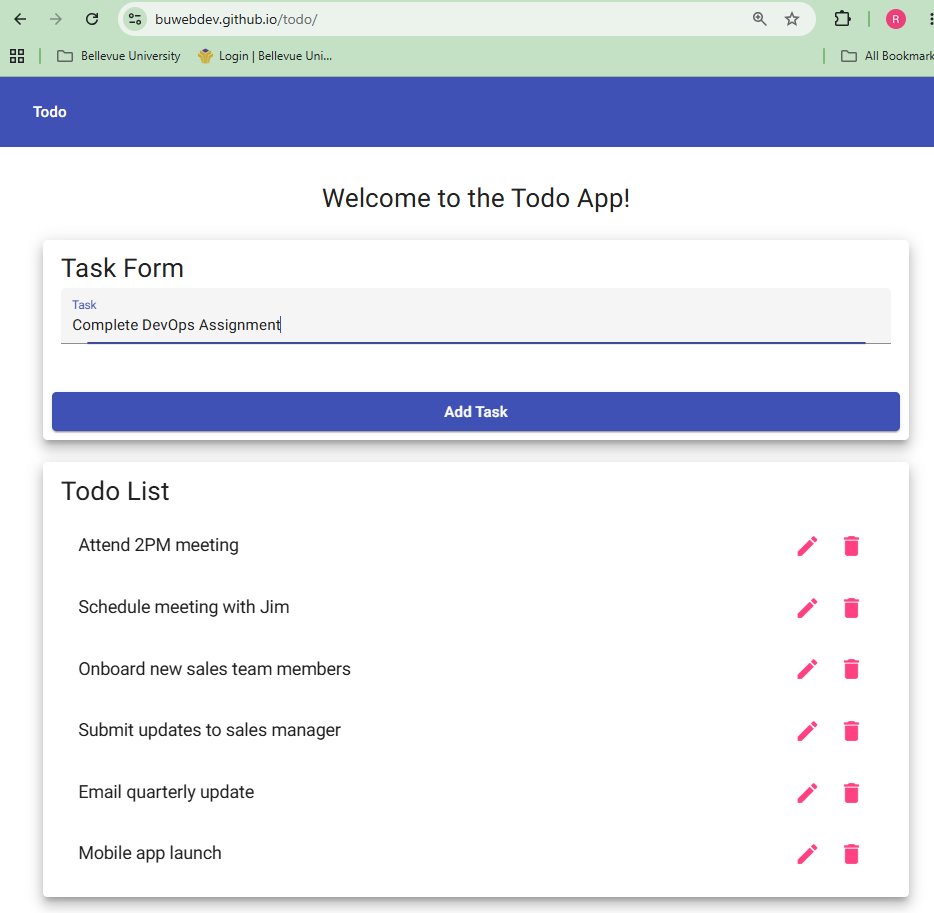 buwebdev.github.io/todo/
R
Bellevue University
Login | Bellevue Uni...
All Bookmark
Todo
Welcome to the Todo App!
Task Form
Task
Complete DevOps Assignment
Add Task
Todo List
Attend 2PM meeting
Schedule meeting with Jim
Onboard new sales team members
Submit updates to sales manager
Email quarterly update
Mobile app launch